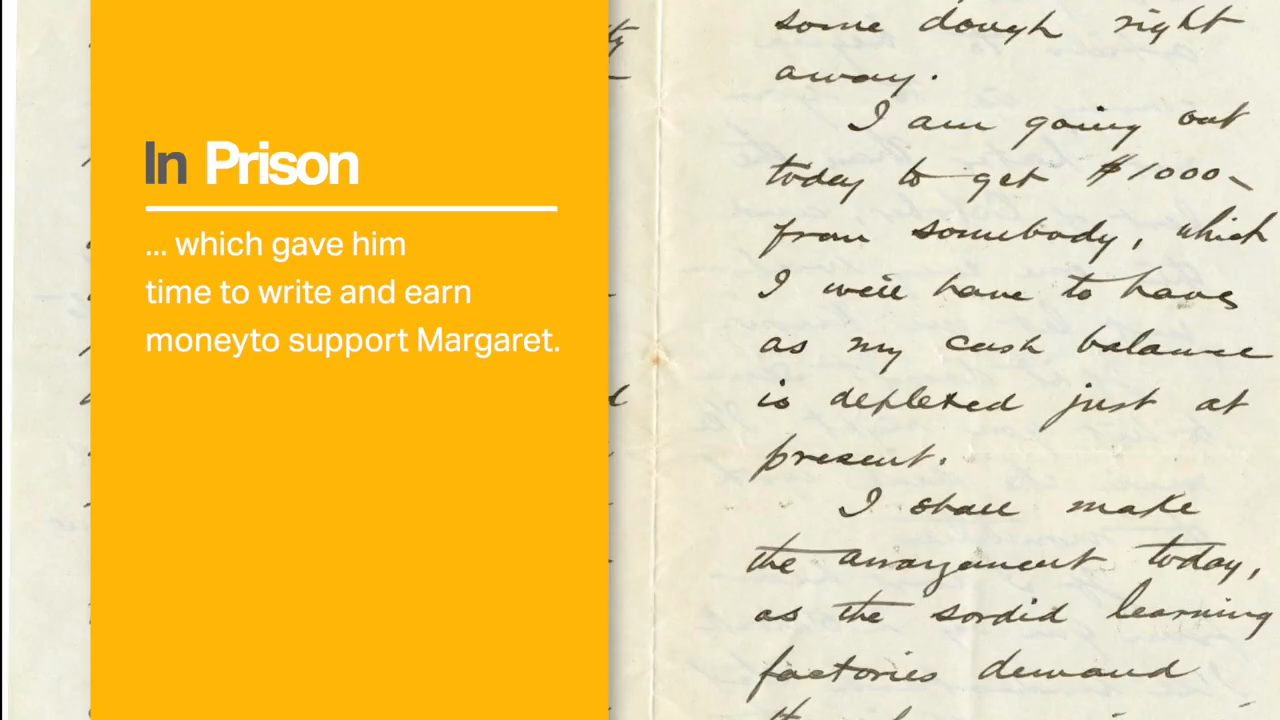 In Prison
... which gave him
time to write and earn
moneyto support Margaret.
some dough right
away.
I am going out
today to get $1000-
from somebody, which
I will have to have
as my cash balance
is depleted just at
present.
I shall make
the arrangement today,
as the sordid learning
factories demand